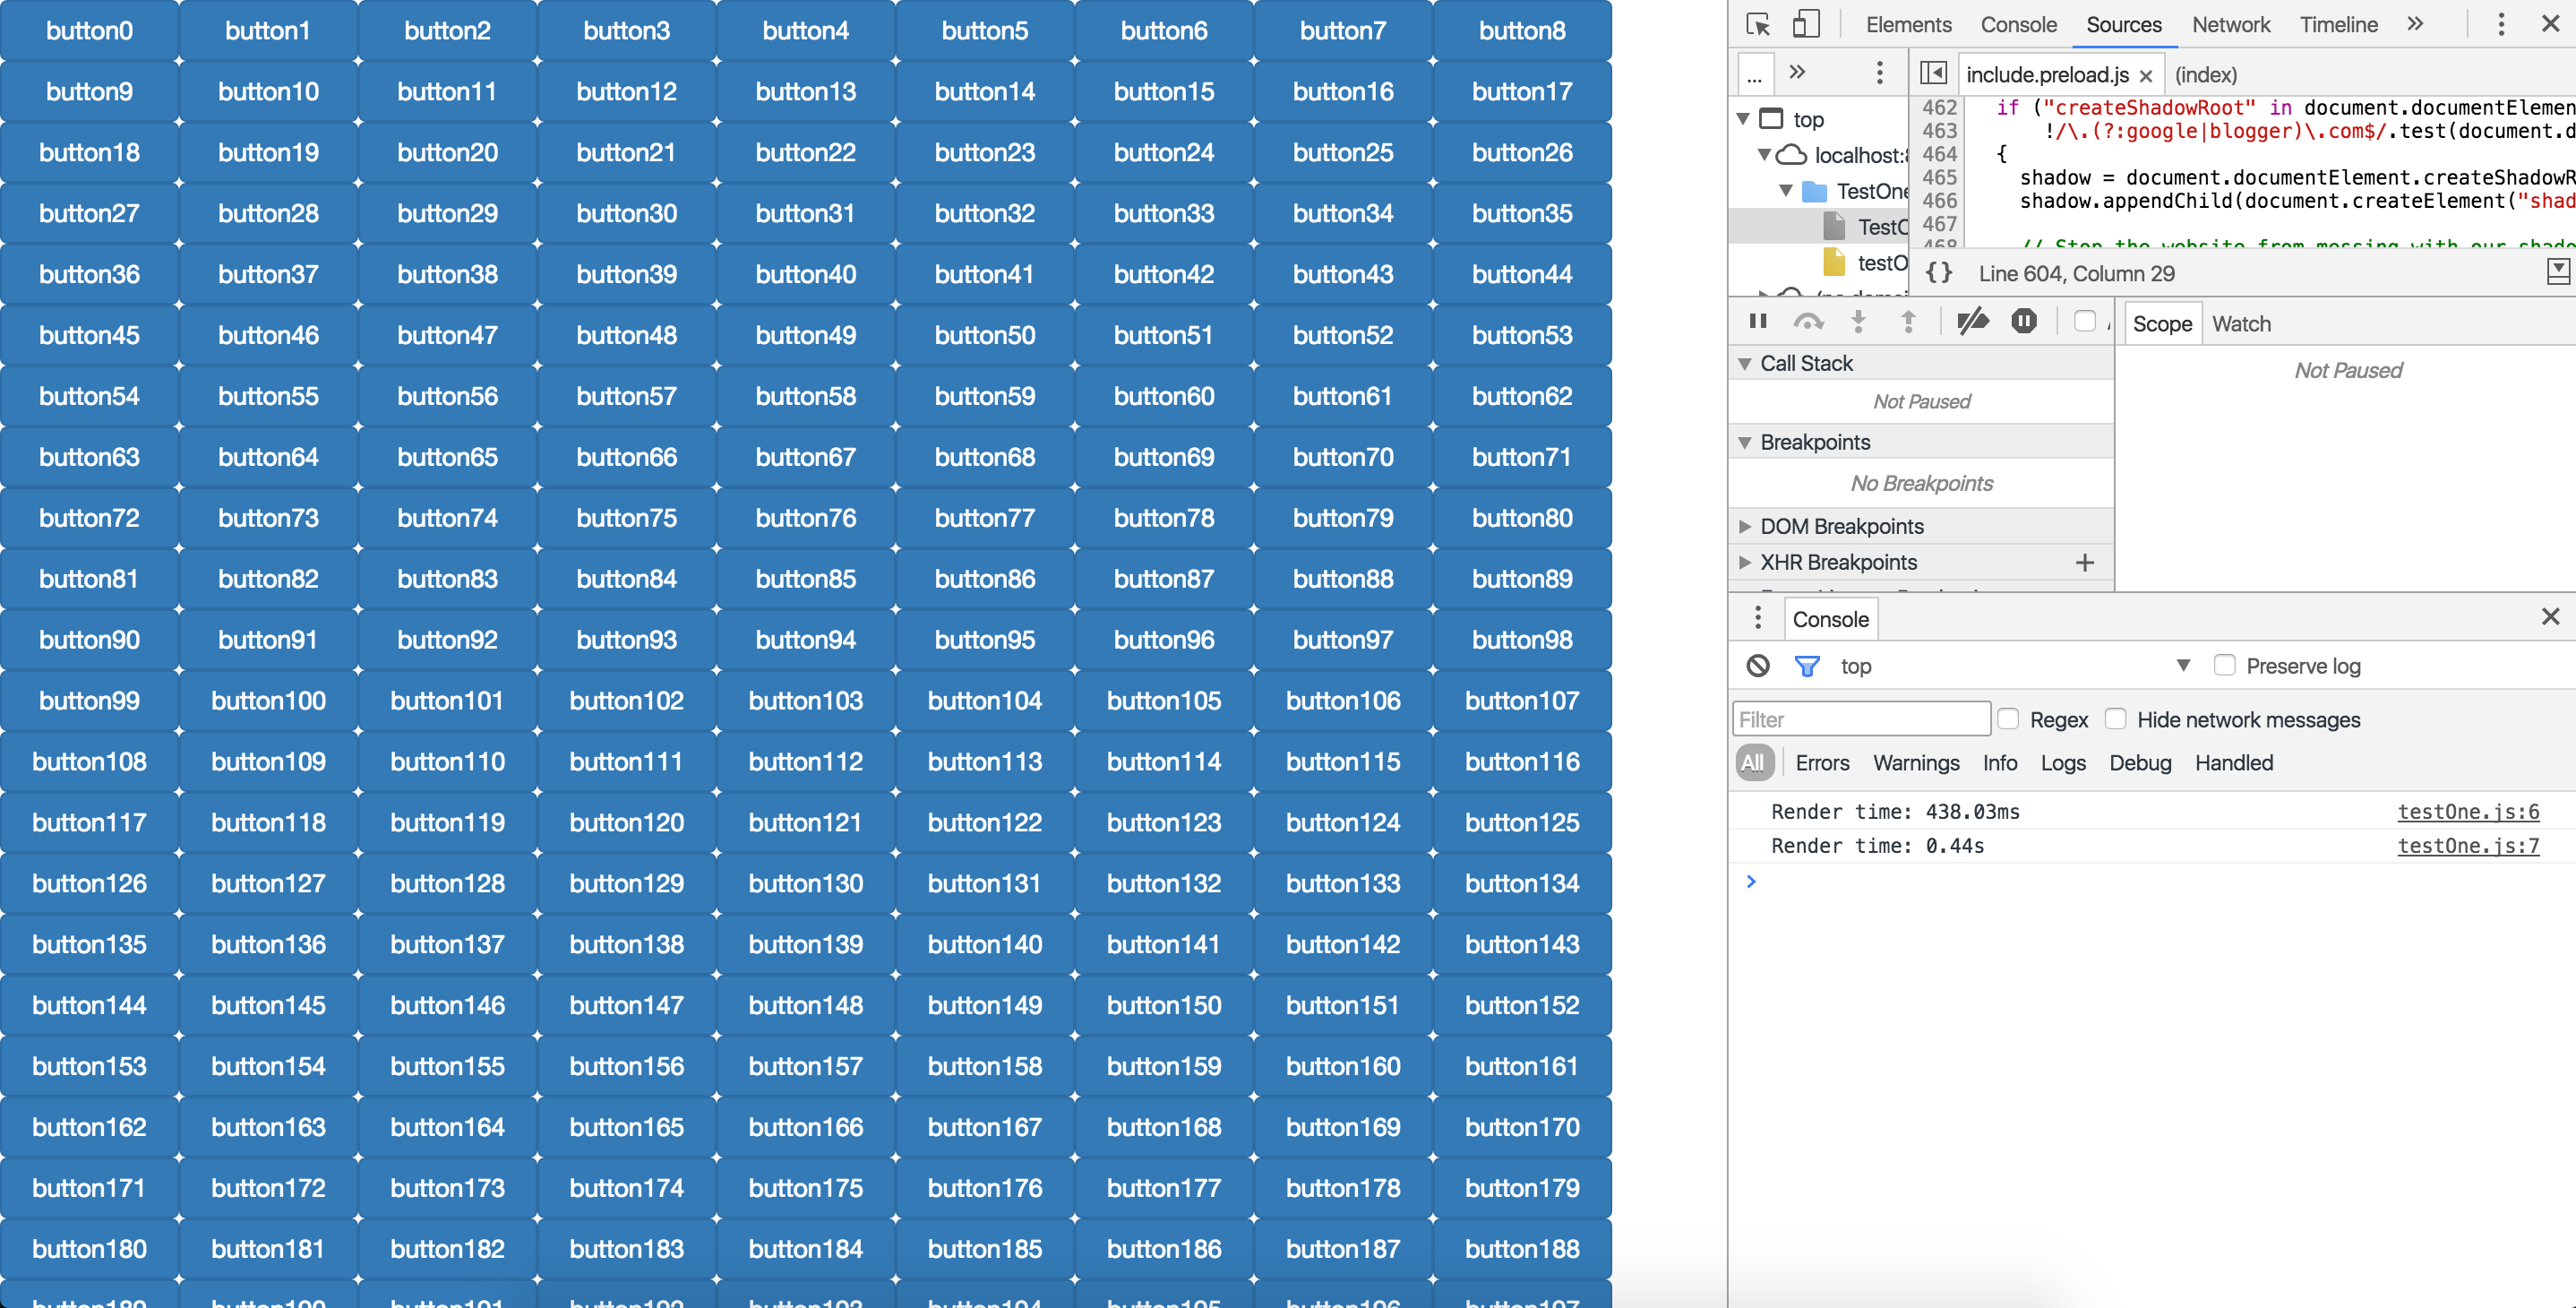 button0 button1 button2 button3 button4 button5 button6 button7 button8
button9 button10 button11 button12 button13 button14 button15 button16 button17
button18 button19 button20 button21 button22 button23 button24 button25 button26
button27 button28 button29 button30 button31 button32 button33 button34 button35
button36 button37 button38 button39 button40 button41 button42 button43 button44
button45 button46 button47 button48 button49 button50 button51 button52 button53
button54 button55 button56 button57 button58 button59 button60 button61 button62
button63 button64 button65 button66 button67 button68 button69 button70 button71
button72 button73 button74 button75 button76 button77 button78 button79 button80
button81 button82 button83 button84 button85 button86 button87 button88 button89
button90 button91 button92 button93 button94 button95 button96 button97 button98
button99 button100 button101 button102 button103 button104 button105 button106 button107
button108 button109 button110 button111 button112 button113 button114 button115 button116
button117 button118 button119 button120 button121 button122 button123 button124 button125
button126 button127 button128 button129 button130 button131 button132 button133 button134
button135 button136 button137 button138 button139 button140 button141 button142 button143
button144 button145 button146 button147 button148 button149 button150 button151 button152
button153 button154 button155 button156 button157 button158 button159 button160 button161
button162 button163 button164 button165 button166 button167 button168 button169 button170
button171 button172 button173 button174 button175 button176 button177 button178 button179
button180 button181 button182 button183 button184 button185 button186 button187 button188
Elements Console Sources Network Timeline »
... » include.preload.js × (index)
top
localhost:
TestOne
TestO
testO
462 if ("createShadowRoot" in document.documentElemen
463 !/\.(?:google|blogger)\.com$/.test(document.d
464 {
465 shadow = document.documentElement.createShadowR
466 shadow.appendChild(document.createElement("shad
467
468 // Stop the website from messing with our shado
{} Line 604, Column 29
Scope Watch
Not Paused
Call Stack
Not Paused
Breakpoints
No Breakpoints
DOM Breakpoints
XHR Breakpoints +
Console
top Preserve log
Filter Regex Hide network messages
All Errors Warnings Info Logs Debug Handled
Render time: 438.03ms testOne.js:6
Render time: 0.44s testOne.js:7
>